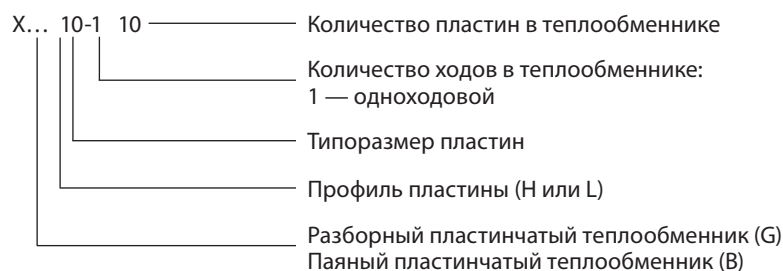 X... 10-1 10
Количество пластин в теплообменнике
Количество ходов в теплообменнике:
1 — одноходовой
Типоразмер пластин
Профиль пластины (H или L)
Разборный пластинчатый теплообменник (G)
Паяный пластинчатый теплообменник (B)